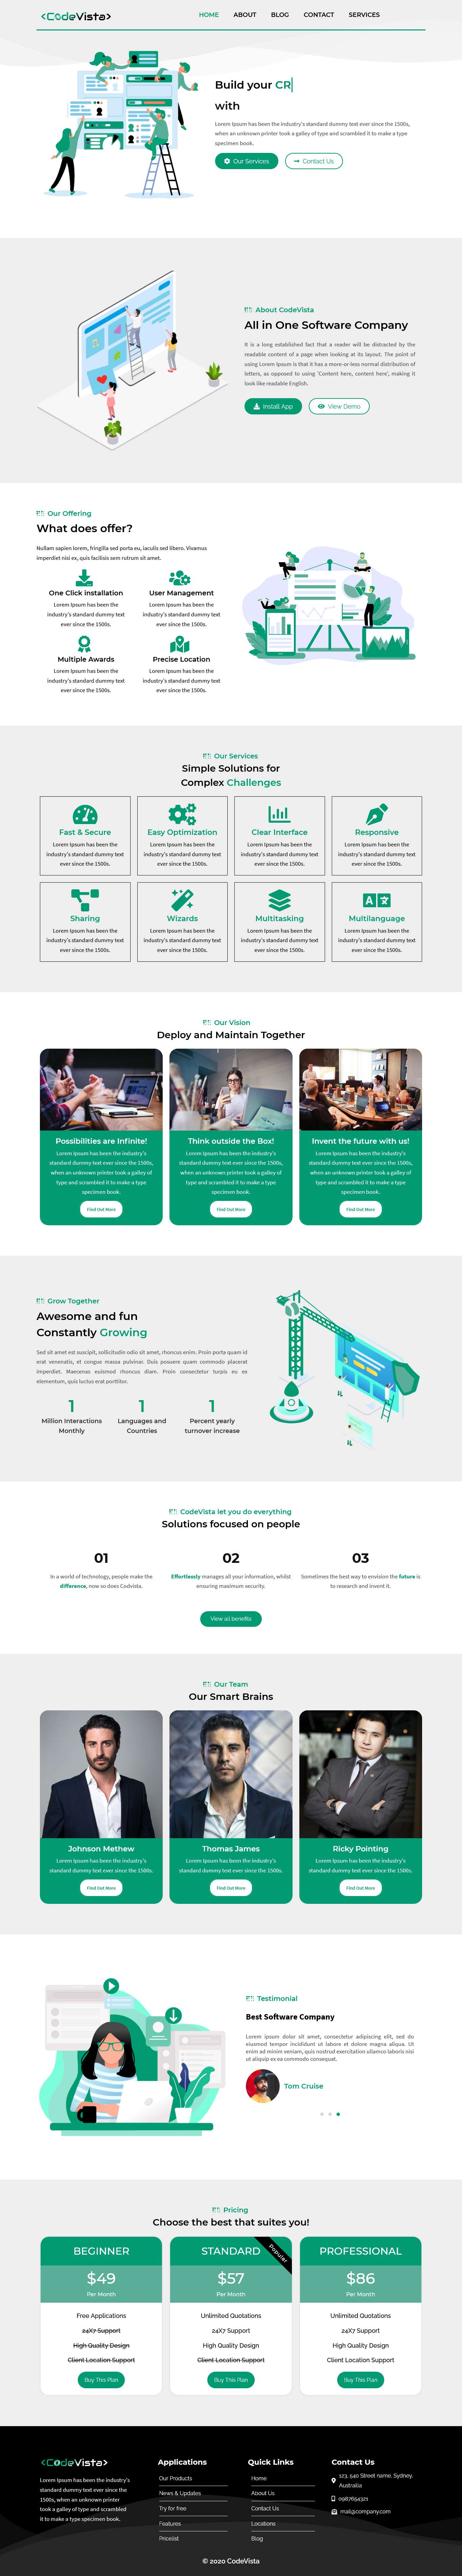 <CodeVista>
HOME ABOUT BLOG CONTACT SERVICES
Build your CR
with
Lorem Ipsum has been the industry's standard dummy text ever since the 1500s,
when an unknown printer took a galley of type and scrambled it to make a type
specimen book.
Our Services Contact Us
About CodeVista
All in One Software Company
It is a long established fact that a reader will be distracted by the
readable content of a page when looking at its layout. The point of
using Lorem Ipsum is that it has a more-or-less normal distribution of
letters, as opposed to using 'Content here, content here', making it
look like readable English.
Install App View Demo
Our Offering
What does offer?
Nullam sapien lorem, fringilla sed porta eu, iaculis sed libero. Vivamus
imperdiet nisi ex, quis facilisis sem rutrum sit amet.
One Click installation
Lorem Ipsum has been the
industry's standard dummy text
ever since the 1500s.
User Management
Lorem Ipsum has been the
industry's standard dummy text
ever since the 1500s.
Multiple Awards
Lorem Ipsum has been the
industry's standard dummy text
ever since the 1500s.
Precise Location
Lorem Ipsum has been the
industry's standard dummy text
ever since the 1500s.
Our Services
Simple Solutions for
Complex Challenges
Fast & Secure
Lorem Ipsum has been the
industry's standard dummy text
ever since the 1500s.
Easy Optimization
Lorem Ipsum has been the
industry's standard dummy text
ever since the 1500s.
Clear Interface
Lorem Ipsum has been the
industry's standard dummy text
ever since the 1500s.
Responsive
Lorem Ipsum has been the
industry's standard dummy text
ever since the 1500s.
Sharing
Lorem Ipsum has been the
industry's standard dummy text
ever since the 1500s.
Wizards
Lorem Ipsum has been the
industry's standard dummy text
ever since the 1500s.
Multitasking
Lorem Ipsum has been the
industry's standard dummy text
ever since the 1500s.
Multilanguage
Lorem Ipsum has been the
industry's standard dummy text
ever since the 1500s.
Our Vision
Deploy and Maintain Together
Possibilities are Infinite!
Lorem Ipsum has been the industry's
standard dummy text ever since the 1500s,
when an unknown printer took a galley of
type and scrambled it to make a type
specimen book.
Find Out More
Think outside the Box!
Lorem Ipsum has been the industry's
standard dummy text ever since the 1500s,
when an unknown printer took a galley of
type and scrambled it to make a type
specimen book.
Find Out More
Invent the future with us!
Lorem Ipsum has been the industry's
standard dummy text ever since the 1500s,
when an unknown printer took a galley of
type and scrambled it to make a type
specimen book.
Find Out More
Grow Together
Awesome and fun
Constantly Growing
Sed sit amet est suscipit, sollicitudin odio sit amet, rhoncus enim. Proin porta quam id
erat venenatis, et congue massa pulvinar. Duis posuere quam commodo placerat
imperdiet. Maecenas euismod rhoncus diam. Proin consectetur turpis eu ex
elementum, quis luctus erat porttitor.
1
Million Interactions
Monthly
1
Languages and
Countries
1
Percent yearly
turnover increase
CodeVista let you do everything
Solutions focused on people
01
In a world of technology, people make the
difference, now so does Codvista.
02
Effortlessly manages all your information, whilst
ensuring maximum security.
03
Sometimes the best way to envision the future is
to research and invent it.
View all benefits
Our Team
Our Smart Brains
Johnson Methew
Lorem Ipsum has been the industry's
standard dummy text ever since the 1500s.
Find Out More
Thomas James
Lorem Ipsum has been the industry's
standard dummy text ever since the 1500s.
Find Out More
Ricky Pointing
Lorem Ipsum has been the industry's
standard dummy text ever since the 1500s.
Find Out More
Testimonial
Best Software Company
Lorem ipsum dolor sit amet, consectetur adipiscing elit, sed do
eiusmod tempor incididunt ut labore et dolore magna aliqua. Ut
enim ad minim veniam, quis nostrud exercitation ullamco laboris nisi
ut aliquip ex ea commodo consequat.
Tom Cruise
Pricing
Choose the best that suites you!
BEGINNER
$49
Per Month
Free Applications
24X7 Support
High Quality Design
Client Location Support
Buy This Plan
STANDARD
Popular
$57
Per Month
Unlimited Quotations
24X7 Support
High Quality Design
Client Location Support
Buy This Plan
PROFESSIONAL
$86
Per Month
Unlimited Quotations
24X7 Support
High Quality Design
Client Location Support
Buy This Plan
<CodeVista>
Lorem Ipsum has been the industry's
standard dummy text ever since the
1500s, when an unknown printer
took a galley of type and scrambled
it to make a type specimen book.
Applications
Our Products
News & Updates
Try for free
Features
Pricelist
Quick Links
Home
About Us
Contact Us
Locations
Blog
Contact Us
123, 540 Street name, Sydney,
Australia
0987654321
mail@company.com
© 2020 CodeVista